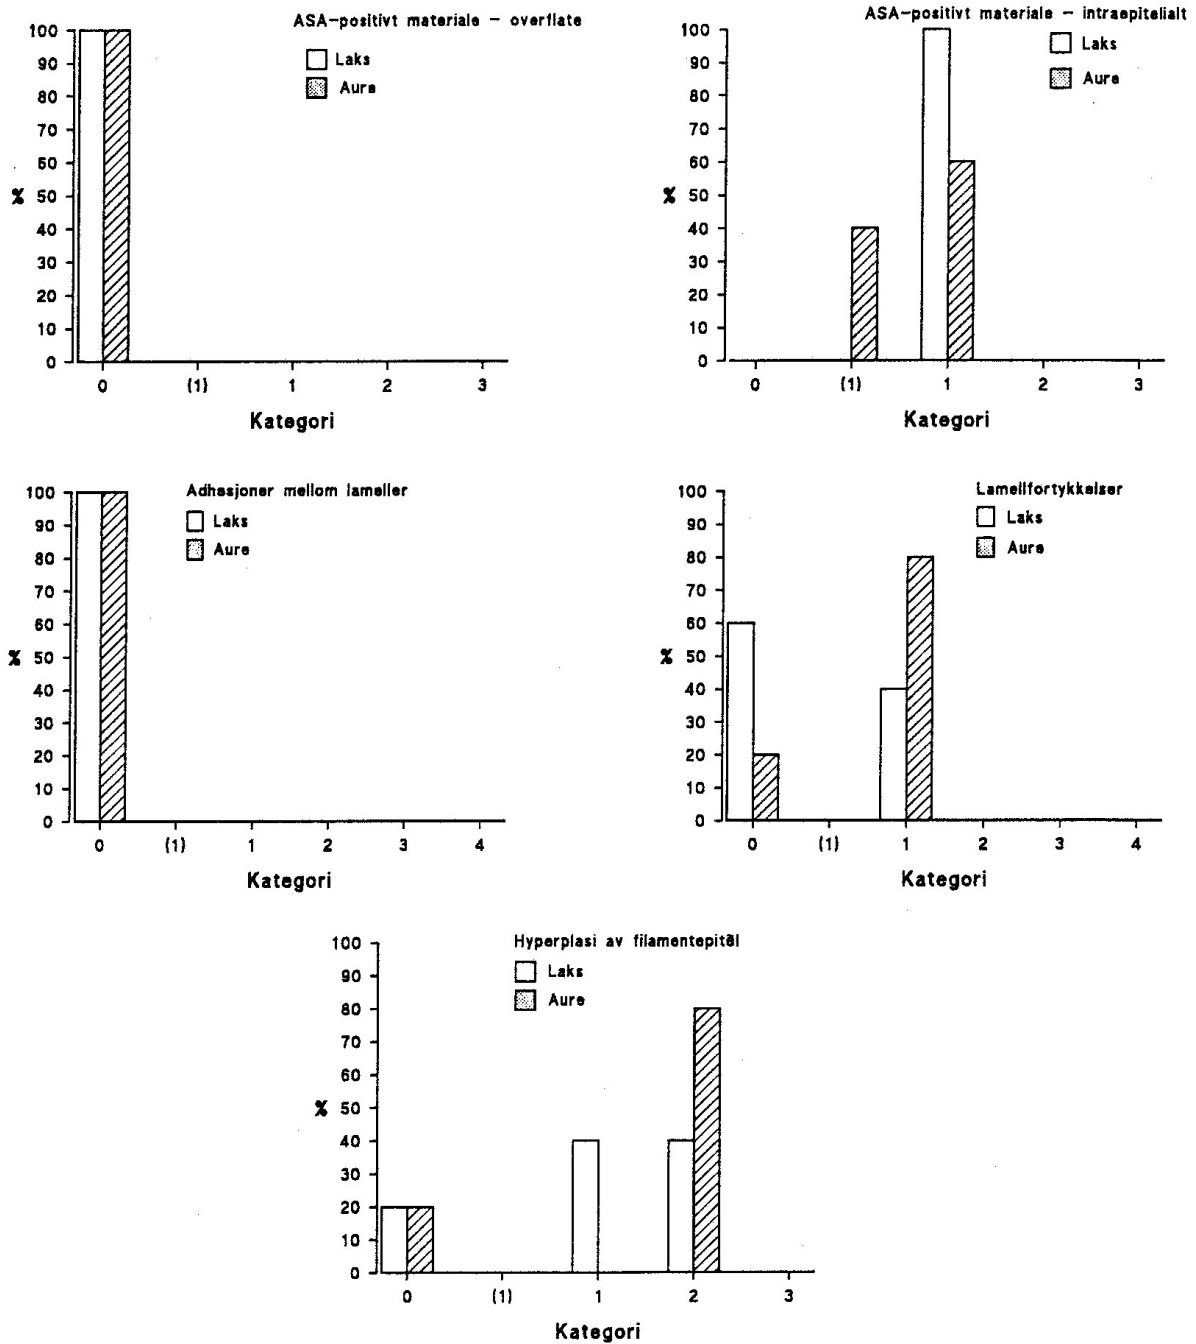 ASA-positivt materiale - overflate
Laks
Aure
100
90
80
70
60
50
40
30
20
10
0
%
0 (1) 1 2 3
Kategori
ASA-positivt materiale - intraepitelialt
Laks
Aure
100
90
80
70
60
50
40
30
20
10
0
%
0 (1) 1 2 3
Kategori
Adhesjoner mellom lameller
Laks
Aure
100
90
80
70
60
50
40
30
20
10
0
%
0 (1) 1 2 3 4
Kategori
Lamellfortykkelser
Laks
Aure
100
90
80
70
60
50
40
30
20
10
0
%
0 (1) 1 2 3 4
Kategori
Hyperplasi av filamentepitêl
Laks
Aure
100
90
80
70
60
50
40
30
20
10
0
%
0 (1) 1 2 3
Kategori